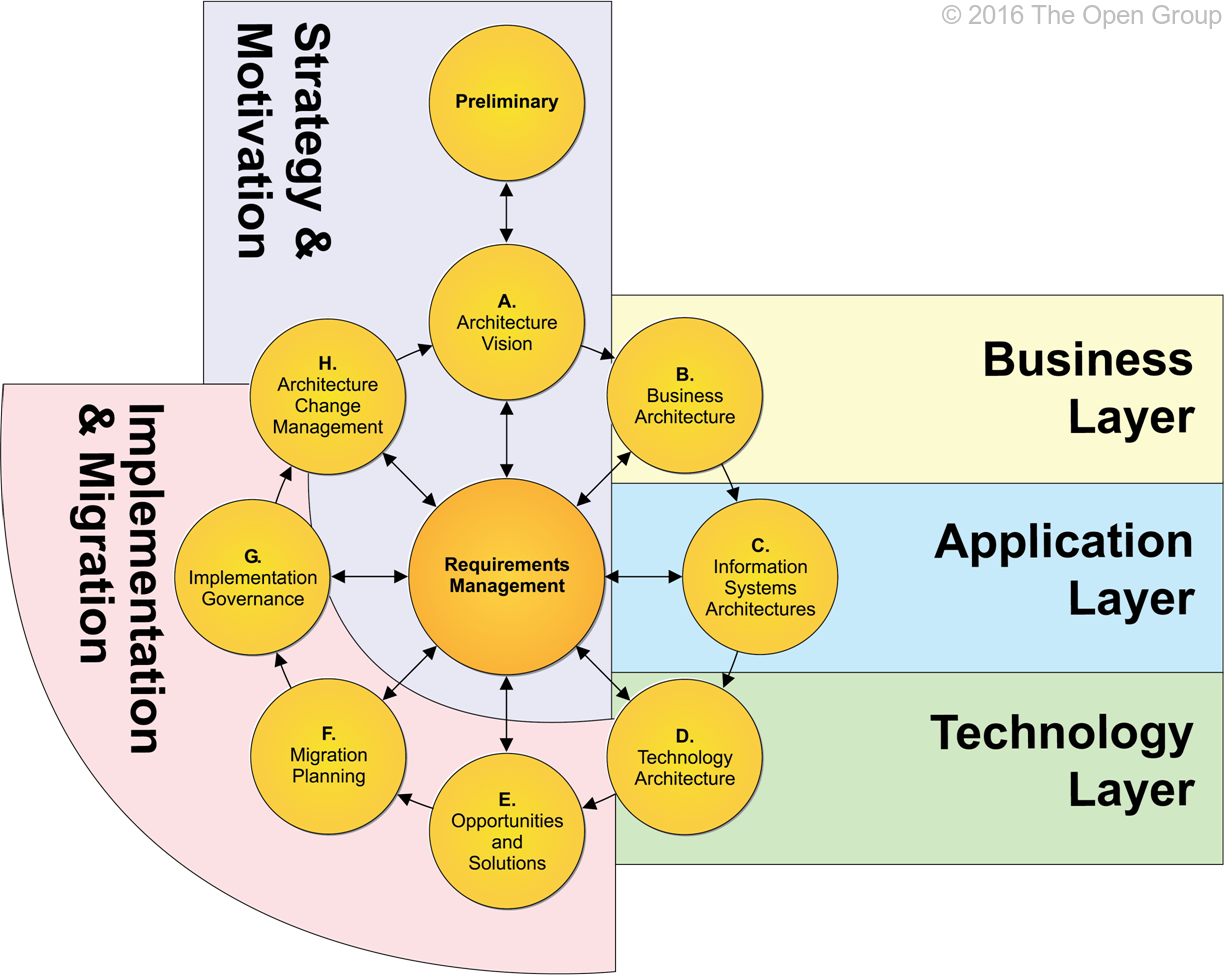 © 2016 The Open Group
Strategy &
Motivation
Preliminary
A.
Architecture
Vision
H.
Architecture
Change
Management
B.
Business
Architecture
Business
Layer
Implementation
& Migration
G.
Implementation
Governance
Requirements
Management
C.
Information
Systems
Architectures
Application
Layer
F.
Migration
Planning
E.
Opportunities
and
Solutions
D.
Technology
Architecture
Technology
Layer